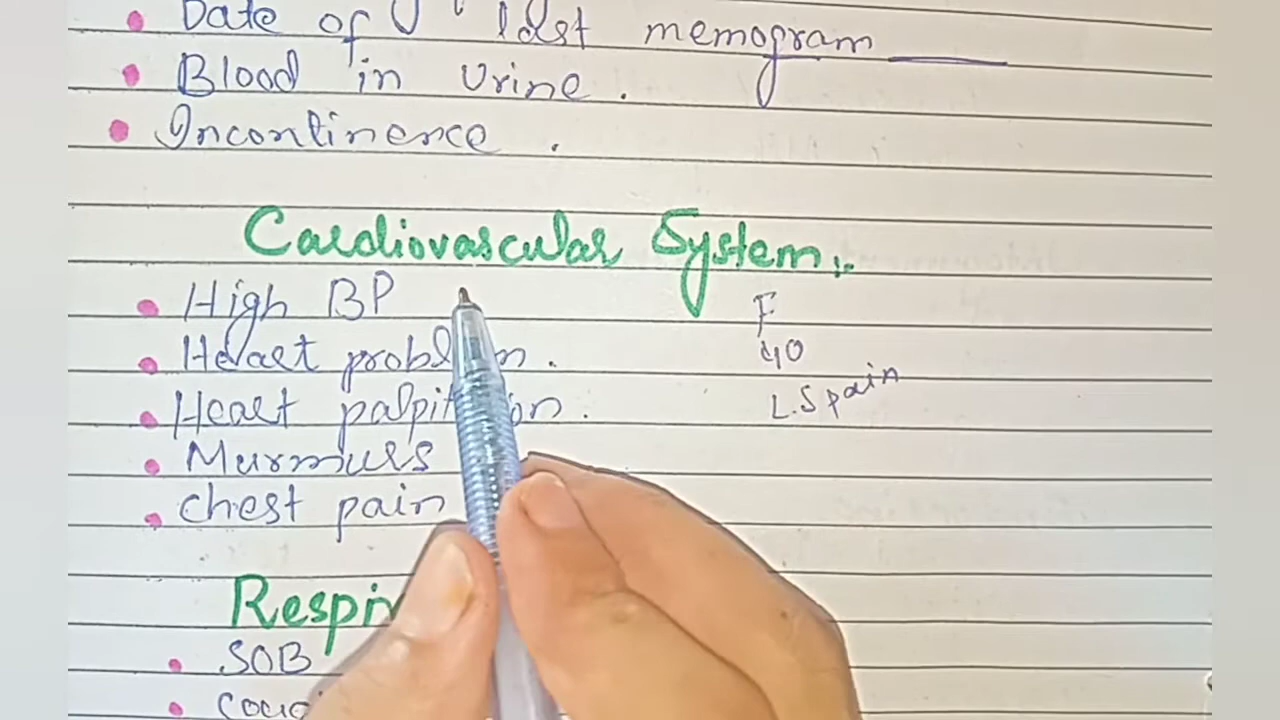 Date of last memogram
Blood in Urine.
Incontinence.
Cardiovascular System:-
High BP
F
Heart problem.
40
Heart palpitation.
L.S pain
Murmurs
Chest pain
SOB